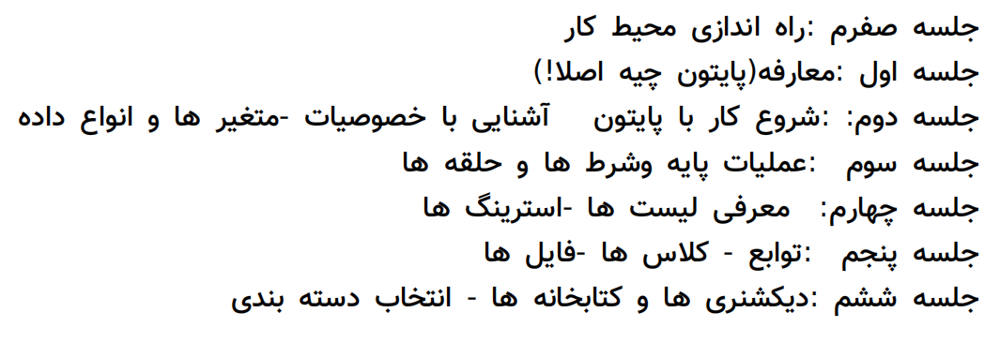 جلسه صفرم :راه اندازی محیط کار
جلسه اول :معارفه(پایتون چیه اصلا!)
جلسه دوم: :شروع کار با پایتون   آشنایی با خصوصیات -متغیر ها و انواع داده
جلسه سوم  :عملیات پایه وشرط ها و حلقه ها
جلسه چهارم:  معرفی لیست ها -استرینگ ها
جلسه پنجم  :توابع - کلاس ها -فایل ها
جلسه ششم :دیکشنری ها و کتابخانه ها - انتخاب دسته بندی